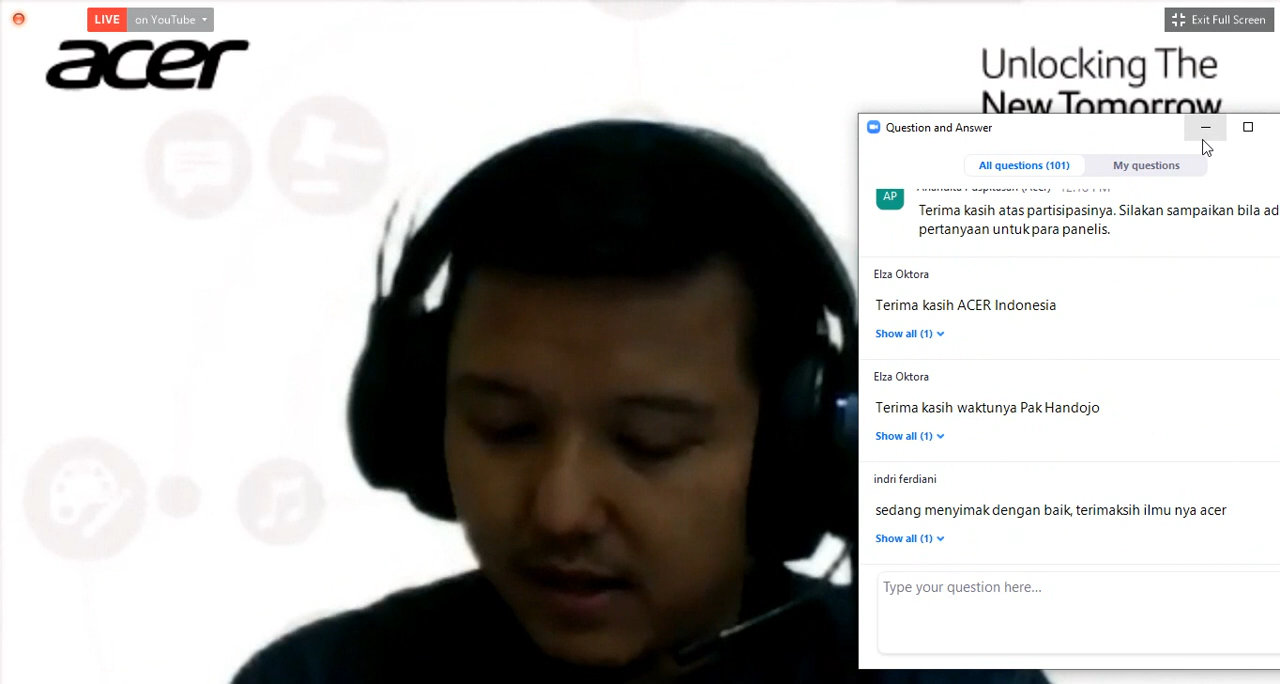 LIVE on YouTube
Exit Full Screen
acer
Unlocking The
New Tomorrow
Question and Answer
All questions (101) My questions
AP
Terima kasih atas partisipasinya. Silakan sampaikan bila ad
pertanyaan untuk para panelis.
Elza Oktora
Terima kasih ACER Indonesia
Show all (1)
Elza Oktora
Terima kasih waktunya Pak Handojo
Show all (1)
indri ferdiani
sedang menyimak dengan baik, terimaksih ilmu nya acer
Show all (1)
Type your question here...